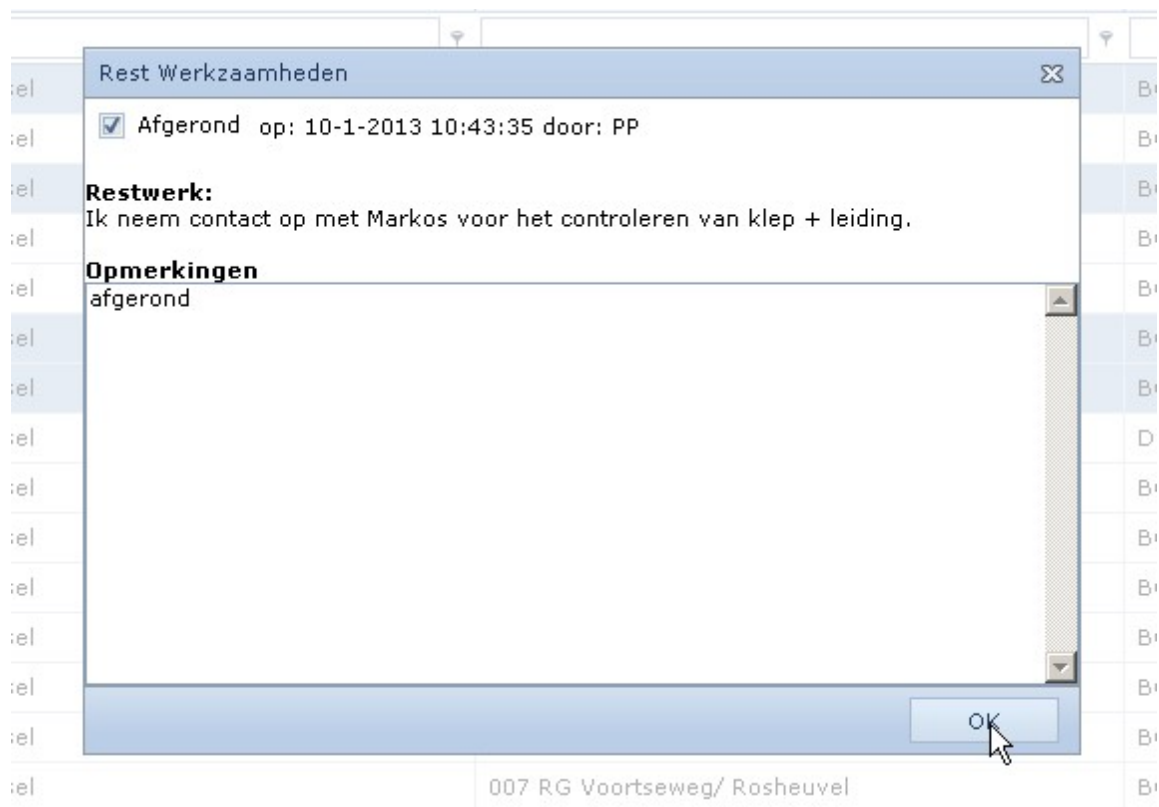 Rest Werkzaamheden
Afgerond op: 10-1-2013 10:43:35 door: PP
Restwerk:
Ik neem contact op met Markos voor het controleren van klep + leiding.
Opmerkingen
afgerond
OK
007 RG Voortseweg/ Rosheuvel